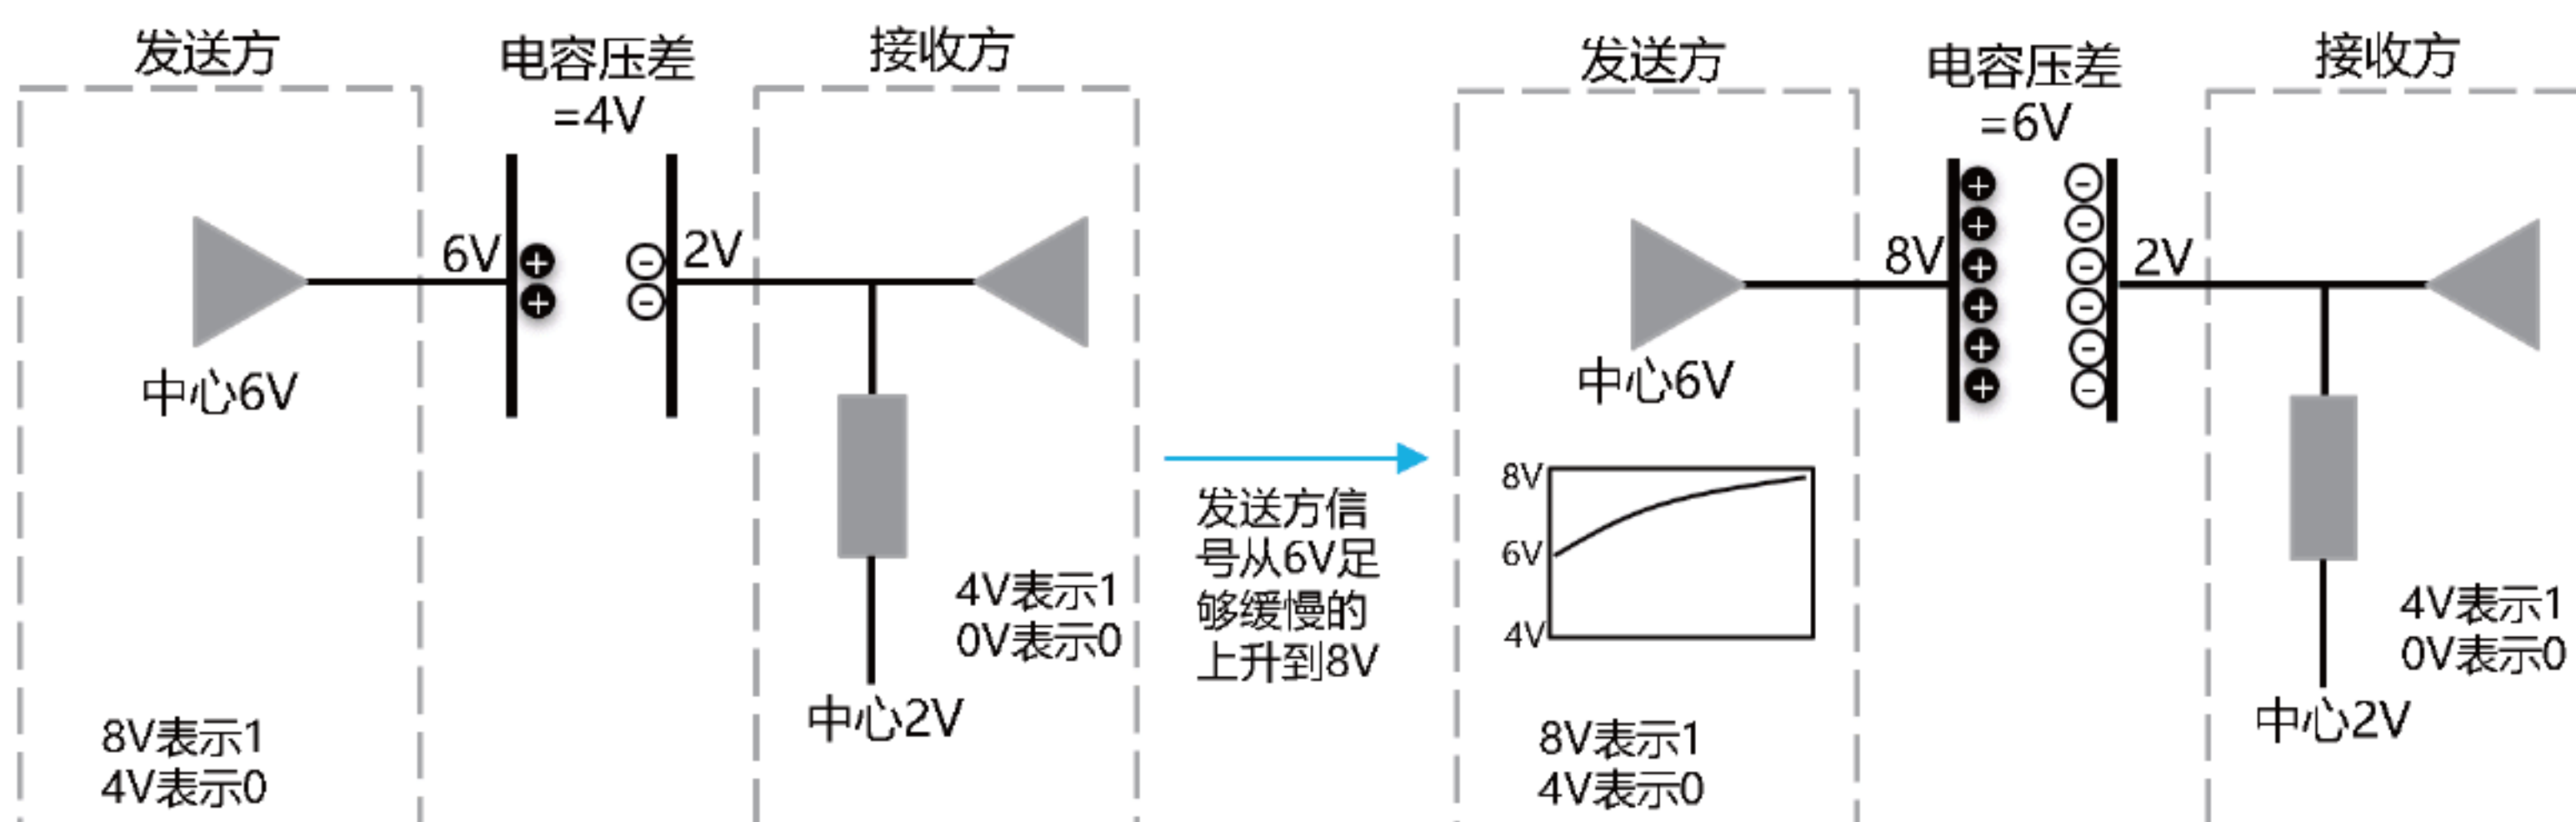 发送方
电容压差
=4V
接收方
6V
2V
中心6V
4V表示1
0V表示0
中心2V
8V表示1
4V表示0
发送方信
号从6V足
够缓慢的
上升到8V
发送方
电容压差
=6V
接收方
8V
2V
中心6V
8V
6V
4V
4V表示1
0V表示0
中心2V
8V表示1
4V表示0